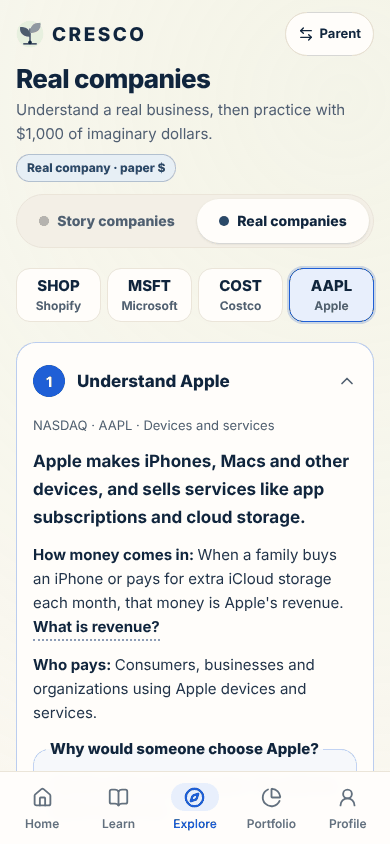 CRESCO
Parent
Real companies
Understand a real business, then practice with
$1,000 of imaginary dollars.
Real company · paper $
Story companies
Real companies
SHOP
Shopify
MSFT
Microsoft
COST
Costco
AAPL
Apple
1
Understand Apple
NASDAQ · AAPL · Devices and services
Apple makes iPhones, Macs and other
devices, and sells services like app
subscriptions and cloud storage.
How money comes in: When a family buys
an iPhone or pays for extra iCloud storage
each month, that money is Apple's revenue.
What is revenue?
Who pays: Consumers, businesses and
organizations using Apple devices and
services.
Why would someone choose Apple?
Home
Learn
Explore
Portfolio
Profile